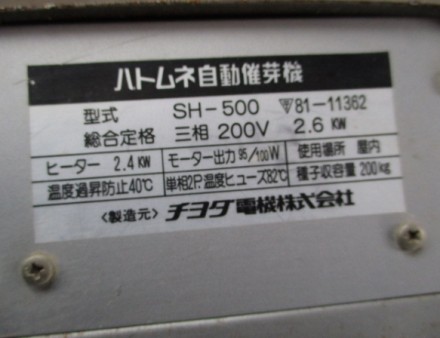 ハトムネ自動催芽機
型式 SH-500 81-11362
総合定格 三相 200V 2.6 KW
ヒーター 2.4KW モーター出力 95/100W 使用場所 屋内
温度過昇防止40℃ 単相2P.温度ヒューズ82℃ 種子収容量 200kg
〈製造元〉 チヨダ電機株式会社